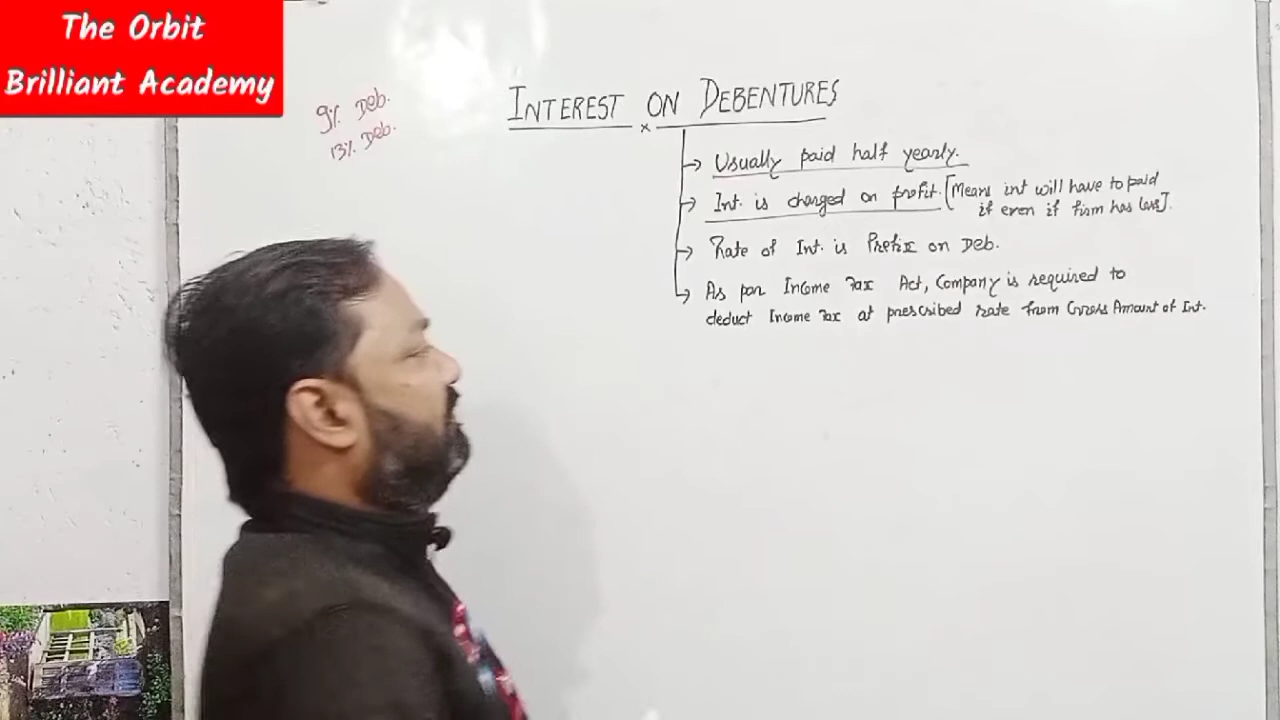 The Orbit
Brilliant Academy
9% Deb.
13% Deb.
INTEREST ON DEBENTURES
Usually paid half yearly.
Int. is charged on profit. [Means int will have to paid
if even if firm has loss].
Rate of Int. is Prefix on Deb.
As per Income Tax Act, Company is required to
deduct Income Tax at prescribed rate from Gross Amount of Int.